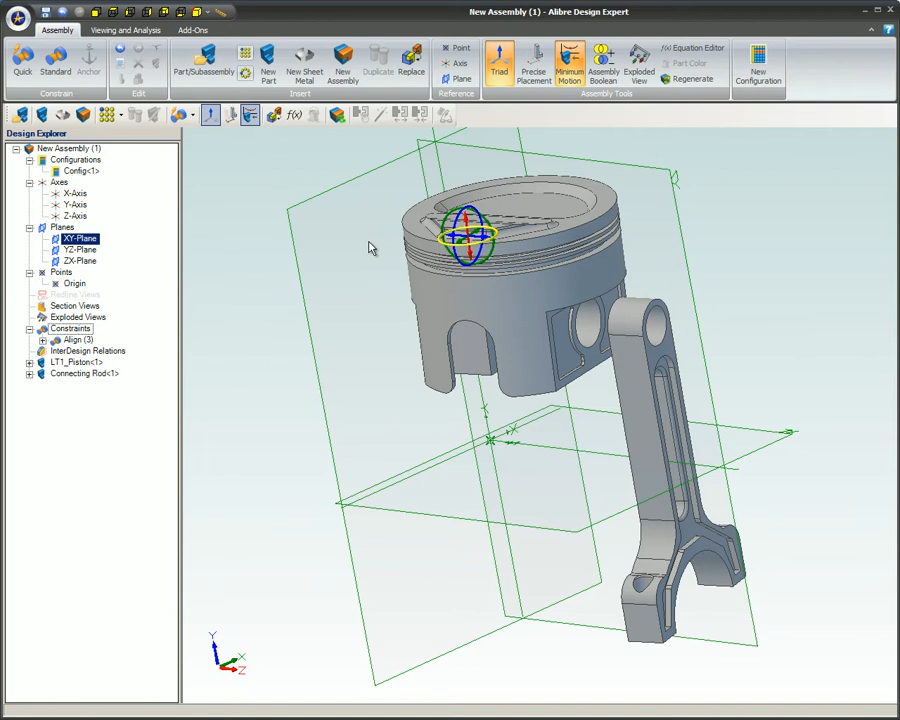 New Assembly (1) - Alibre Design Expert
Assembly Viewing and Analysis Add-Ons
Quick Standard Anchor
Constrain
Edit
Part/Subassembly New Part New Sheet Metal New Assembly Duplicate Replace
Insert
Point
Axis
Plane
Reference
Triad Precise Placement Minimum Motion Assembly Boolean Exploded View
Equation Editor
Part Color
Regenerate
Assembly Tools
New Configuration
f(x)
Design Explorer
New Assembly (1)
Configurations
Config<1>
Axes
X-Axis
Y-Axis
Z-Axis
Planes
XY-Plane
YZ-Plane
ZX-Plane
Points
Origin
Redline Views
Section Views
Exploded Views
Constraints
Align (3)
InterDesign Relations
LT1_Piston<1>
Connecting Rod<1>
Y
X
Z